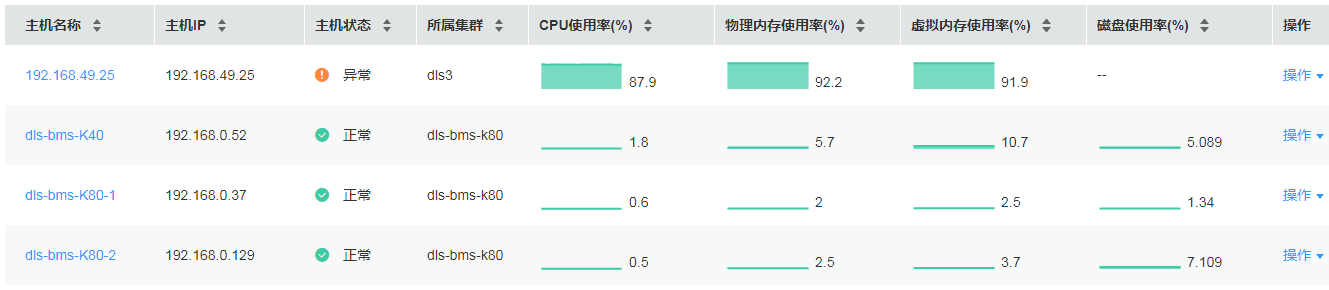 主机名称 主机IP 主机状态 所属集群 CPU使用率(%) 物理内存使用率(%) 虚拟内存使用率(%) 磁盘使用率(%) 操作
192.168.49.25 192.168.49.25 异常 dls3 87.9 92.2 91.9 -- 操作
dls-bms-K40 192.168.0.52 正常 dls-bms-k80 1.8 5.7 10.7 5.089 操作
dls-bms-K80-1 192.168.0.37 正常 dls-bms-k80 0.6 2 2.5 1.34 操作
dls-bms-K80-2 192.168.0.129 正常 dls-bms-k80 0.5 2.5 3.7 7.109 操作